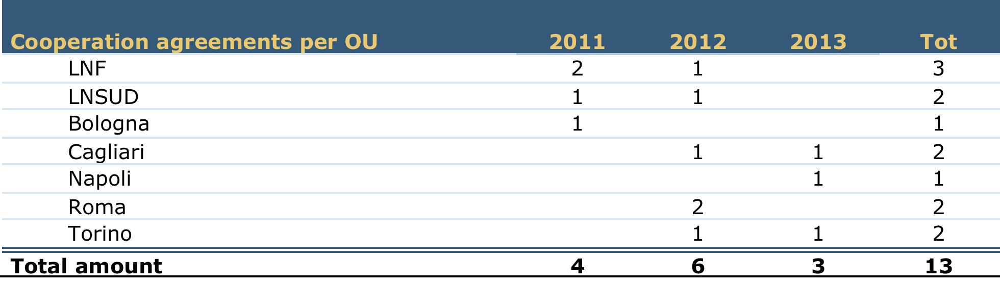 Cooperation agreements per OU 2011 2012 2013 Tot
LNF 2 1 3
LNSUD 1 1 2
Bologna 1 1
Cagliari 1 1 2
Napoli 1 1
Roma 2 2
Torino 1 1 2
Total amount 4 6 3 13